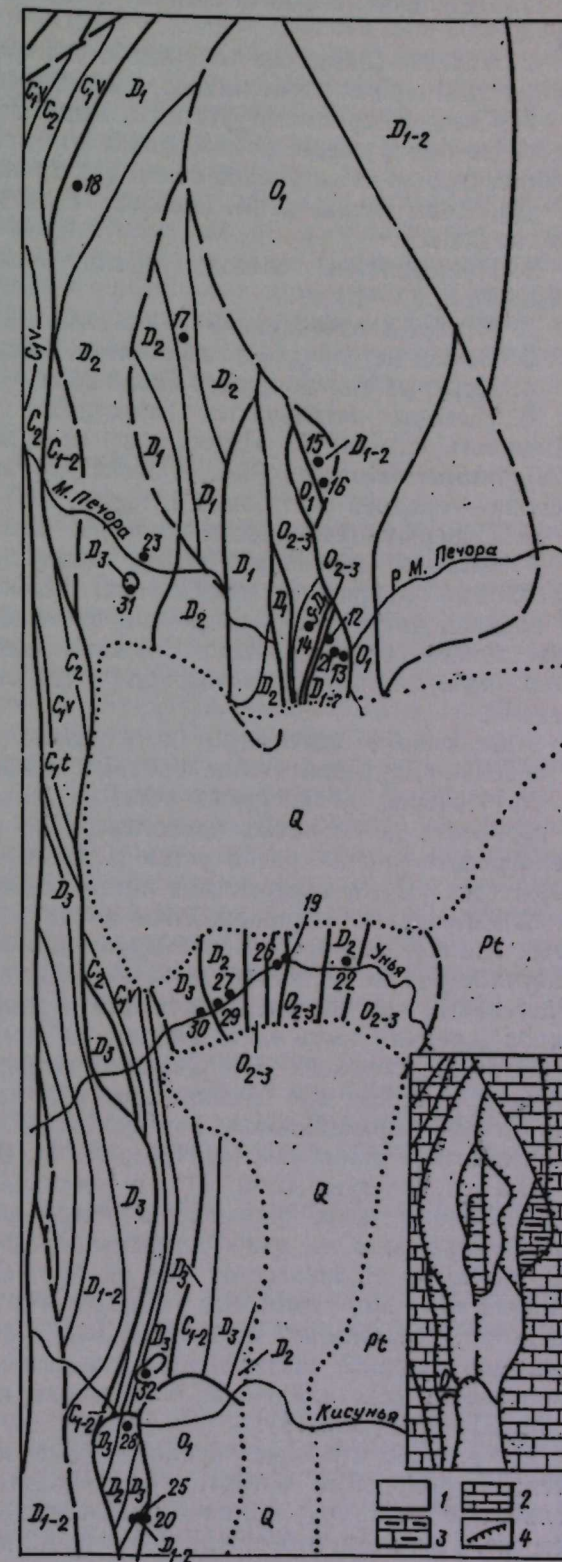 C₁v
C₂
C₁v
D₁
D₁₋₂
18
O₁
17
D₂
D₂
D₂
C₁v
C₂
C₁₋₂
D₁
D₁
15
D₁₋₂
16
O₁
М. Печора
23
O₂₋₃
O₂₋₃
р М. Печора
D₃
31
D₁
D₂
D₁
14
12
21
13
O₁
D₂
D₁₋₂
C₂
C₁v
C₁t
D₃
Q
19
pt
D₂
26
D₂
Унья
D₃
27
22
30
29
O₂₋₃
O₂₋₃
O₂₋₃
C₂
C₁v
D₃
D₃
Q
D₃
D₁₋₂
C₁₋₂
D₃
D₃
D₂
pt
32
C₁₋₂
Кисунья
D₃
28
O₁
D₂
D₃
25
20
D₁₋₂
D₁₋₂
Q
1
2
3
4